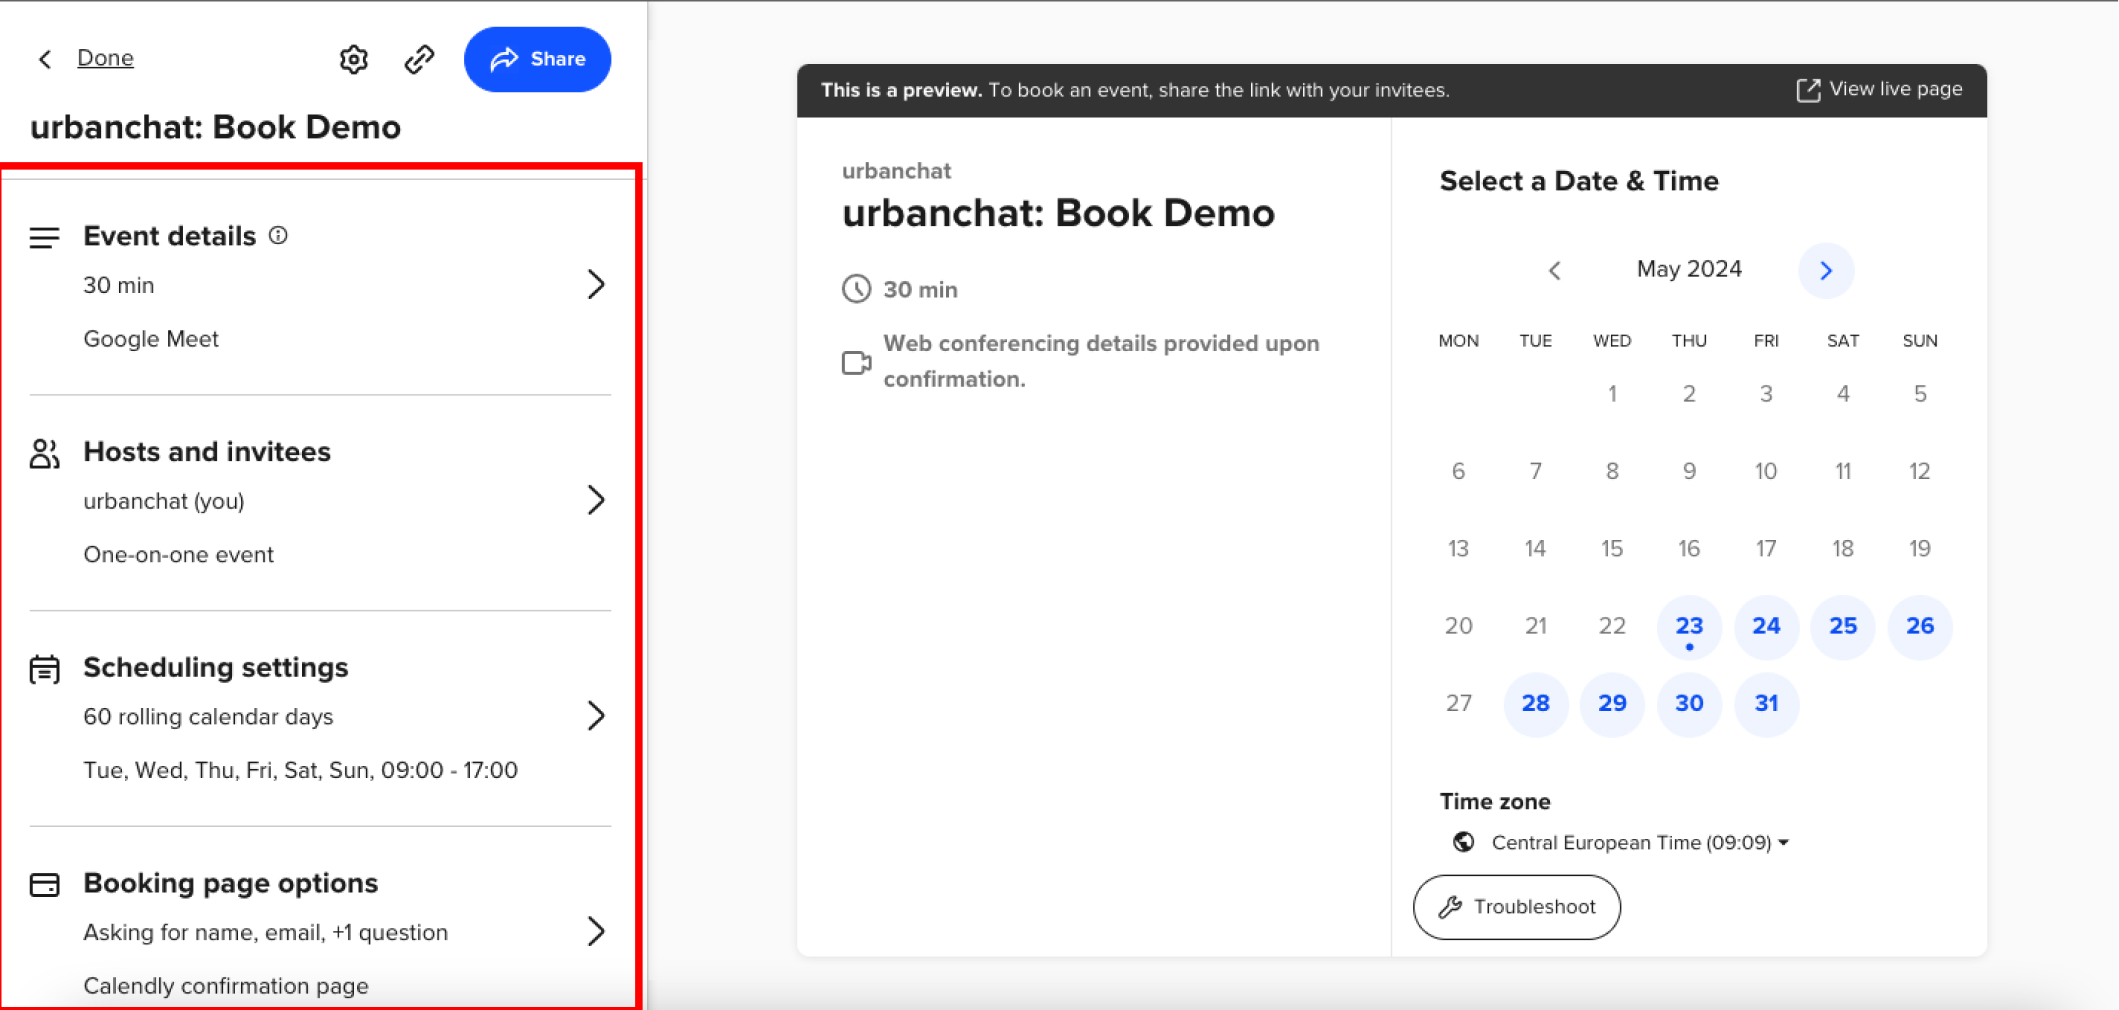 Done
Share
urbanchat: Book Demo
Event details
30 min
Google Meet
Hosts and invitees
urbanchat (you)
One-on-one event
Scheduling settings
60 rolling calendar days
Tue, Wed, Thu, Fri, Sat, Sun, 09:00 - 17:00
Booking page options
Asking for name, email, +1 question
Calendly confirmation page
This is a preview. To book an event, share the link with your invitees.
View live page
urbanchat
urbanchat: Book Demo
30 min
Web conferencing details provided upon
confirmation.
Select a Date & Time
May 2024
MON TUE WED THU FRI SAT SUN
1 2 3 4 5
6 7 8 9 10 11 12
13 14 15 16 17 18 19
20 21 22 23 24 25 26
27 28 29 30 31
Time zone
Central European Time (09:09)
Troubleshoot